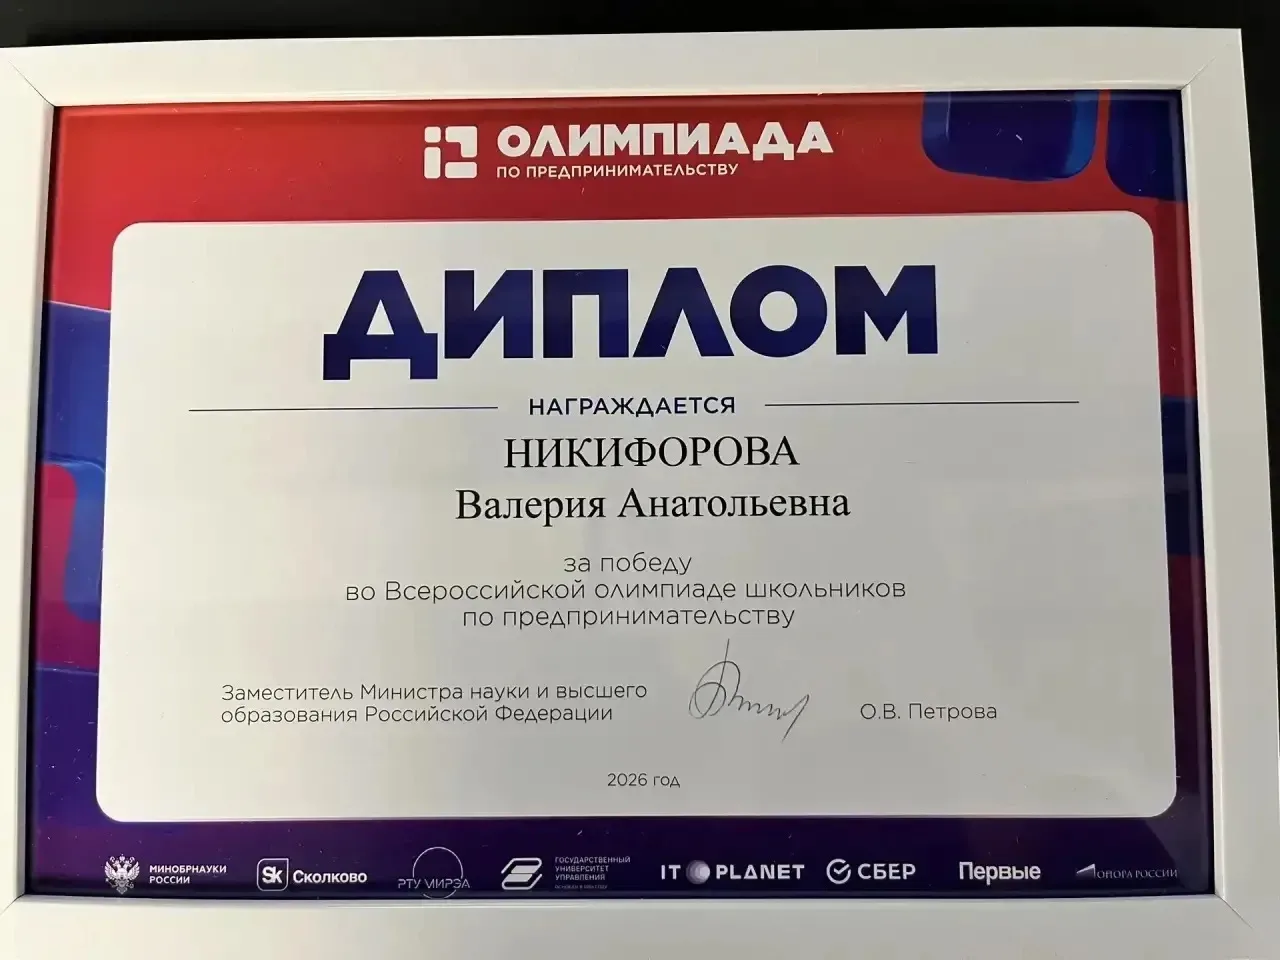 ОЛИМПИАДА
ПО ПРЕДПРИНИМАТЕЛЬСТВУ
ДИПЛОМ
НАГРАЖДАЕТСЯ
НИКИФОРОВА
Валерия Анатольевна
за победу
во Всероссийской олимпиаде школьников
по предпринимательству
Заместитель Министра науки и высшего
образования Российской Федерации
О.В. Петрова
2026 год
МИНОБРНАУКИ
РОССИИ
Sk Сколково
РТУ МИРЭА
ГОСУДАРСТВЕННЫЙ
УНИВЕРСИТЕТ
УПРАВЛЕНИЯ
IT PLANET
СБЕР
Первые
ОПОРА РОССИИ